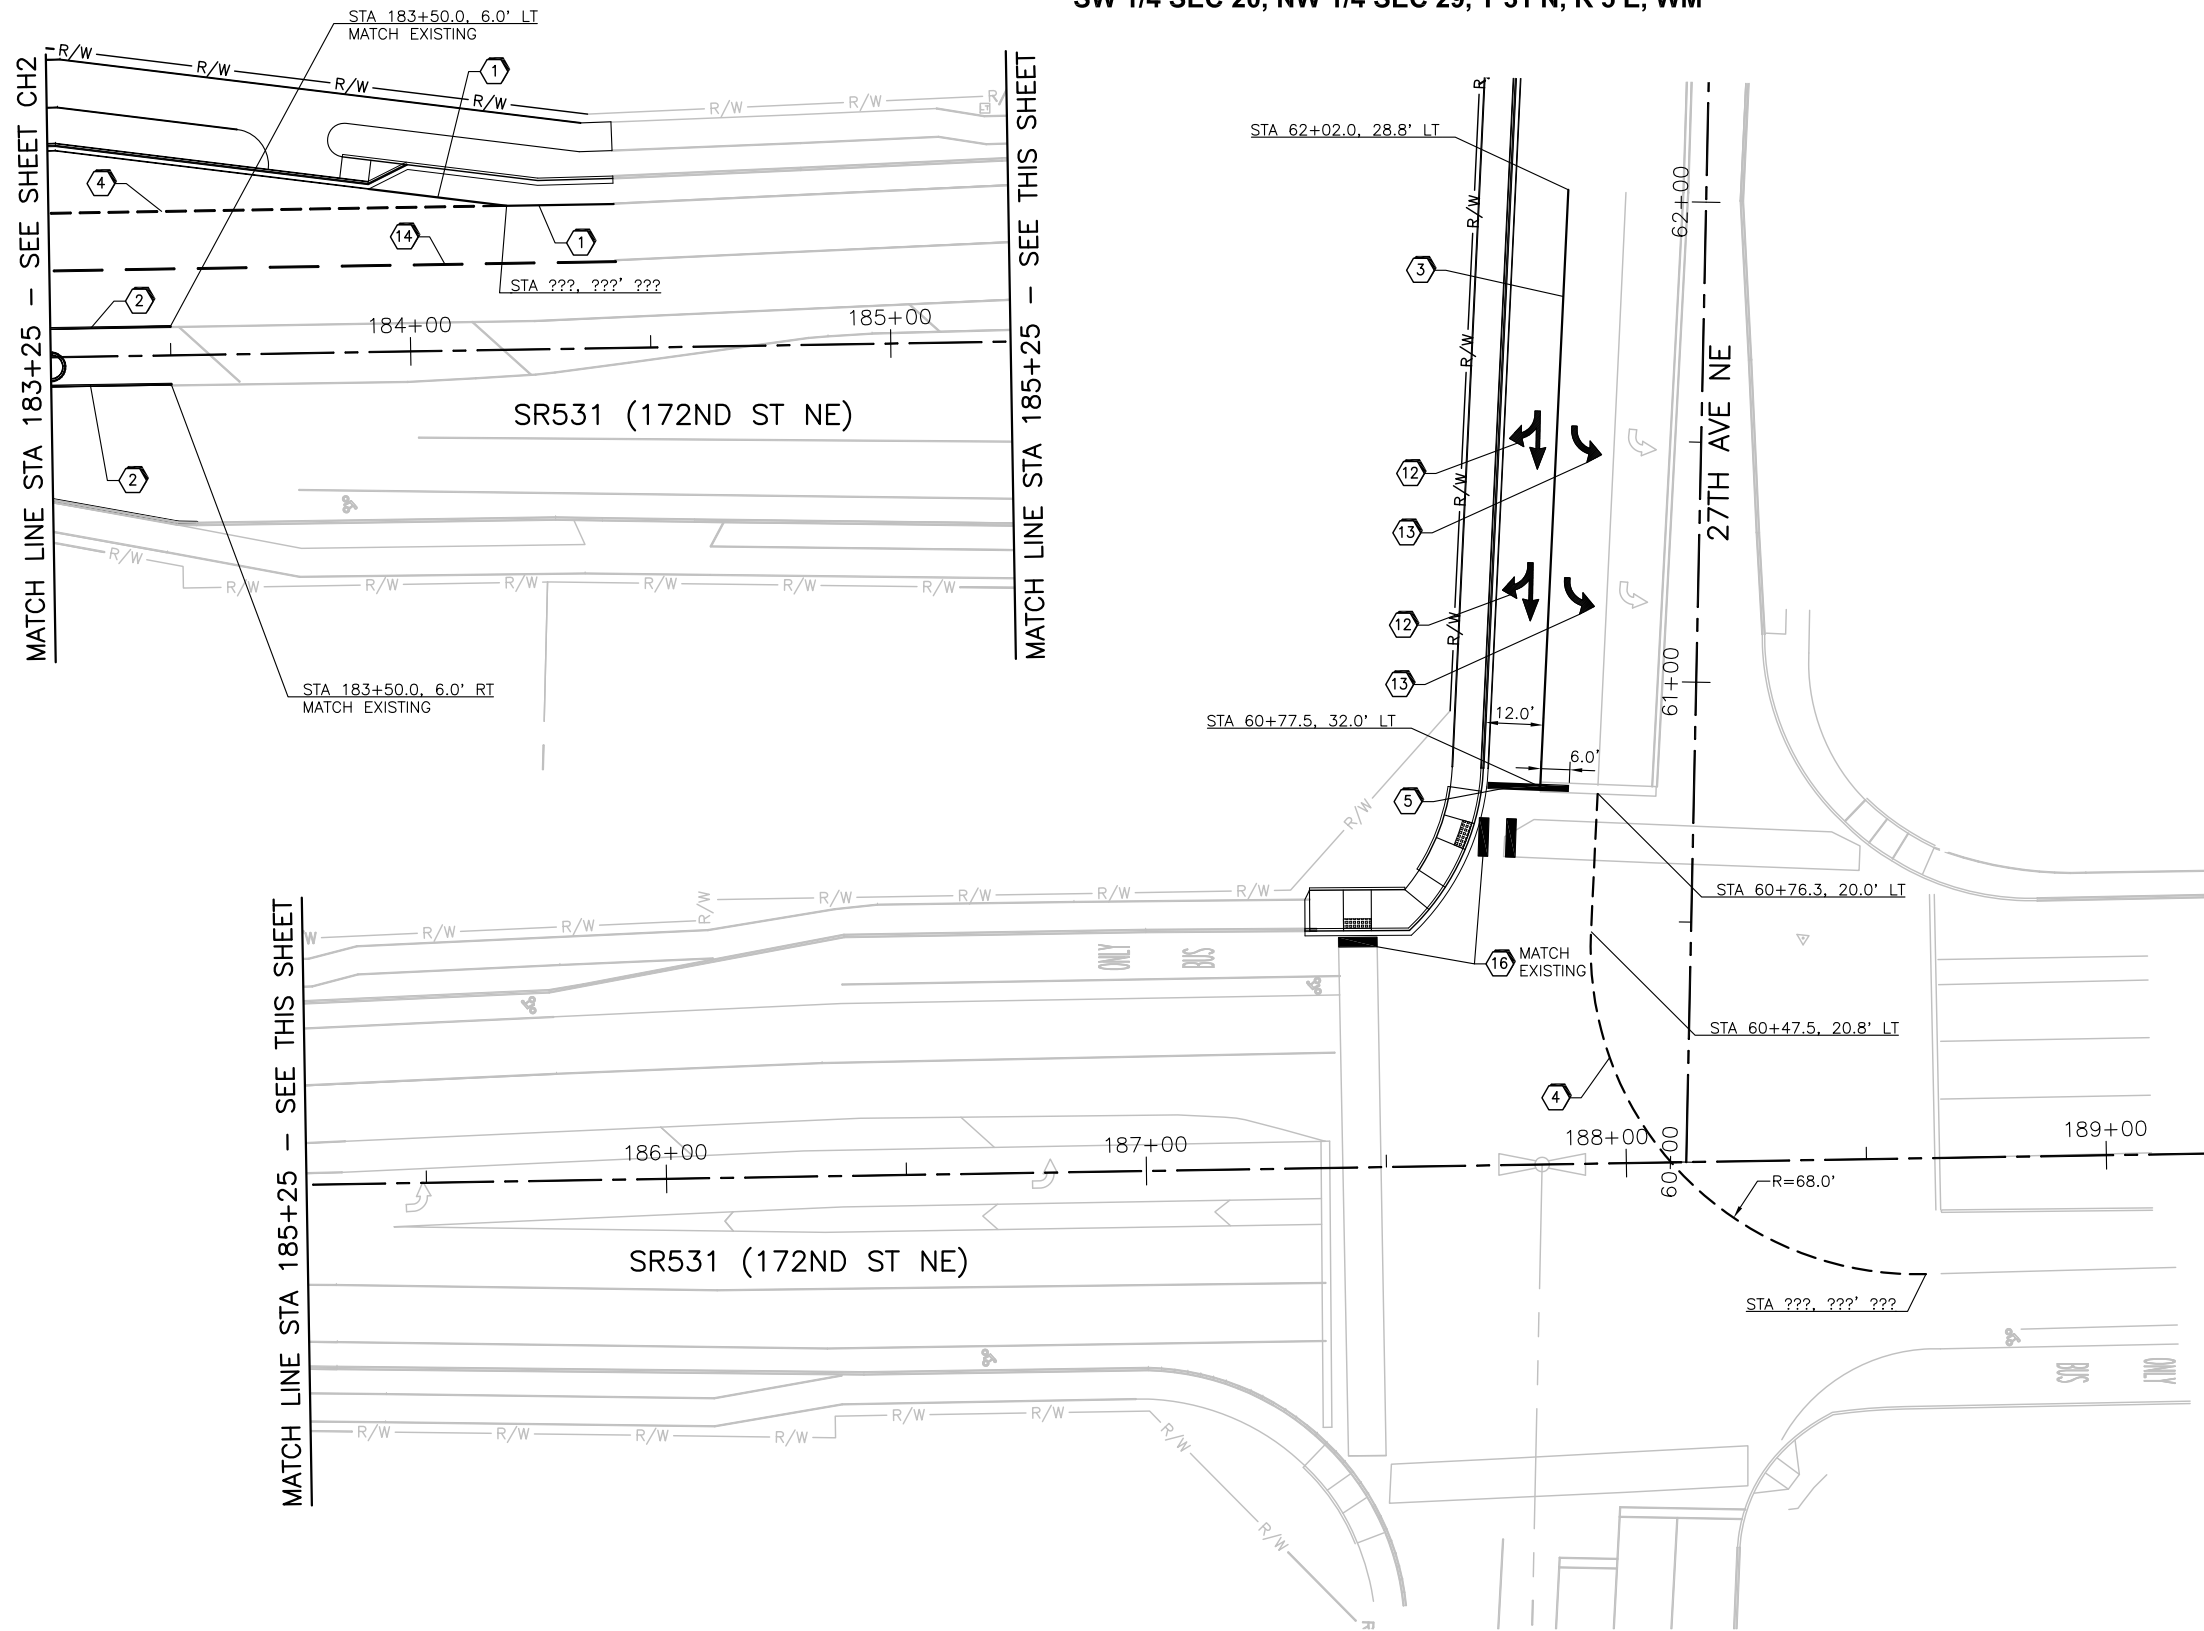 SW 1/4 SEC 20, NW 1/4 SEC 29, T 31 N, R 5 E, WM
STA 183+50.0, 6.0' LT
MATCH EXISTING
MATCH LINE STA 183+25 - SEE SHEET CH2
R/W
R/W
R/W
R/W
R/W
R/W
R/
1
4
14
1
STA ???, ???' ???
2
184+00
185+00
SR531 (172ND ST NE)
2
R/W
R/W
R/W
R/W
R/W
R/W
MATCH LINE STA 185+25 - SEE THIS SHEET
STA 183+50.0, 6.0' RT
MATCH EXISTING
R
STA 62+02.0, 28.8' LT
R/W
R/W
R/W
R/W
62+00
3
27TH AVE NE
12
13
12
13
61+00
12.0'
STA 60+77.5, 32.0' LT
6.0'
5
R/W
STA 60+76.3, 20.0' LT
16
MATCH
EXISTING
STA 60+47.5, 20.8' LT
4
MATCH LINE STA 185+25 - SEE THIS SHEET
W
R/W
R/W
R/W
R/W
R/W
R/W
R/W
ONLY
BUS
186+00
187+00
188+00
60+00
189+00
R=68.0'
SR531 (172ND ST NE)
STA ???, ???' ???
BUS
ONLY
R/W
R/W
R/W
R/W
R/W
R/W
R/W
R/W
R